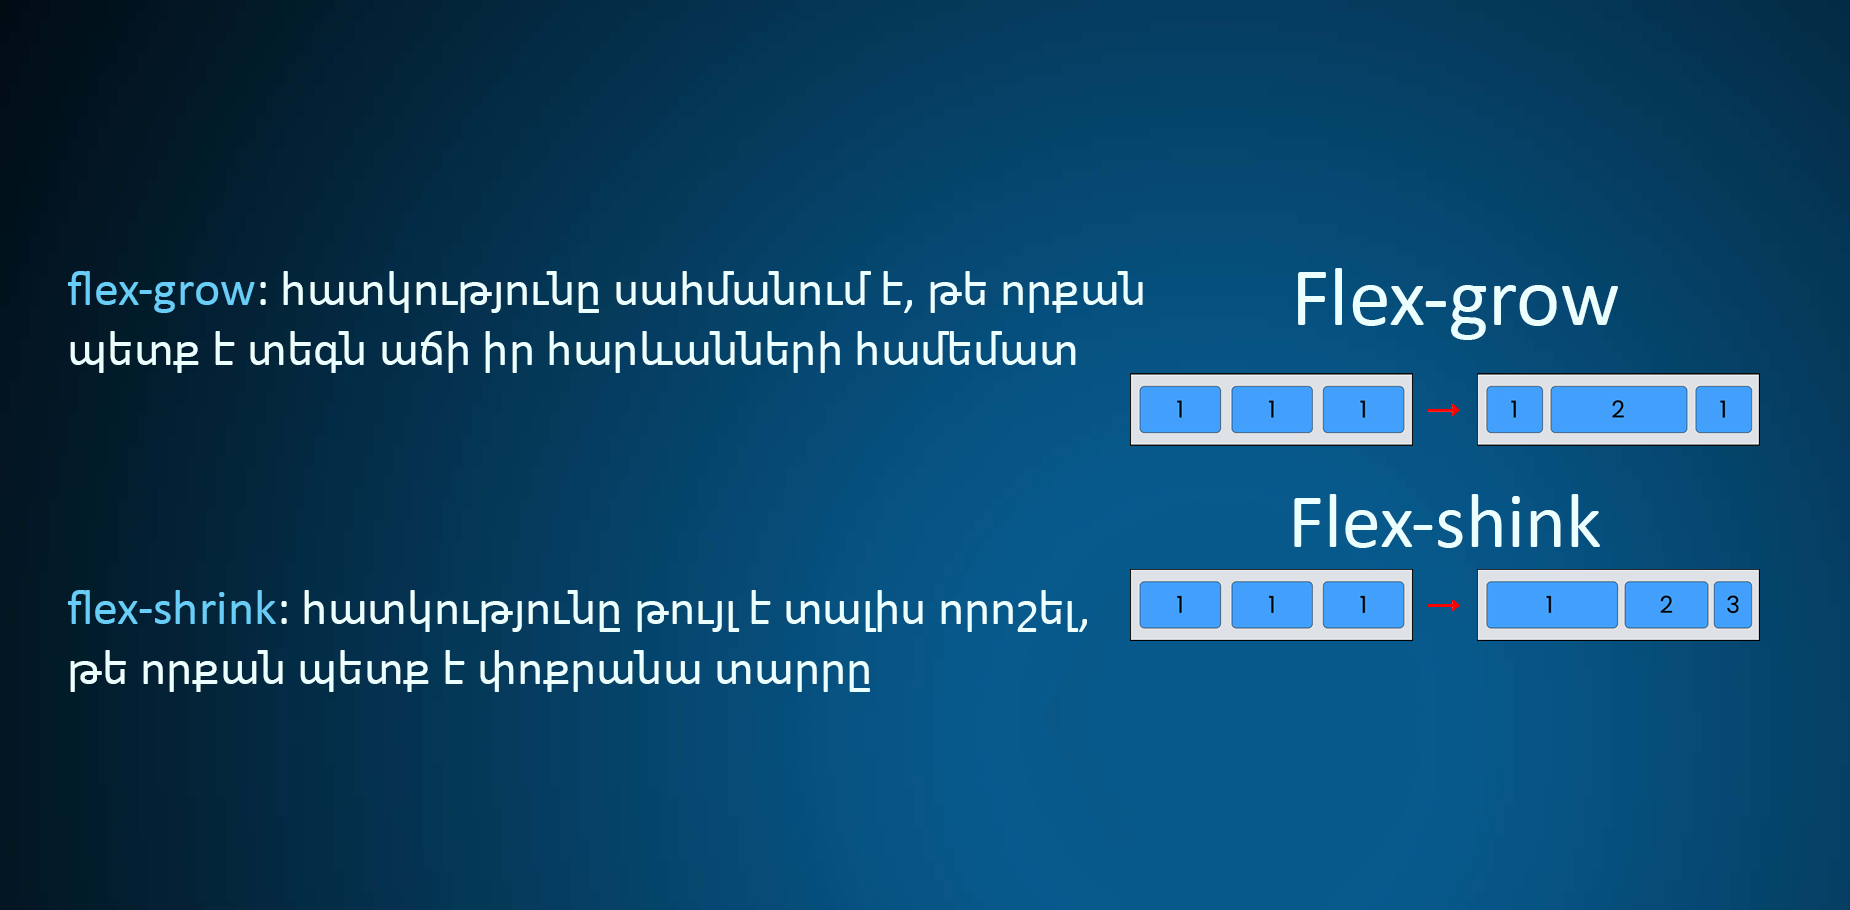 flex-grow: հատկությունը սահմանում է, թե որքան
պետք է տեգն աճի իր հարևանների համեմատ
flex-shrink: հատկությունը թույլ է տալիս որոշել,
թե որքան պետք է փոքրանա տարրը
Flex-grow
1 1 1 → 1 2 1
Flex-shink
1 1 1 → 1 2 3